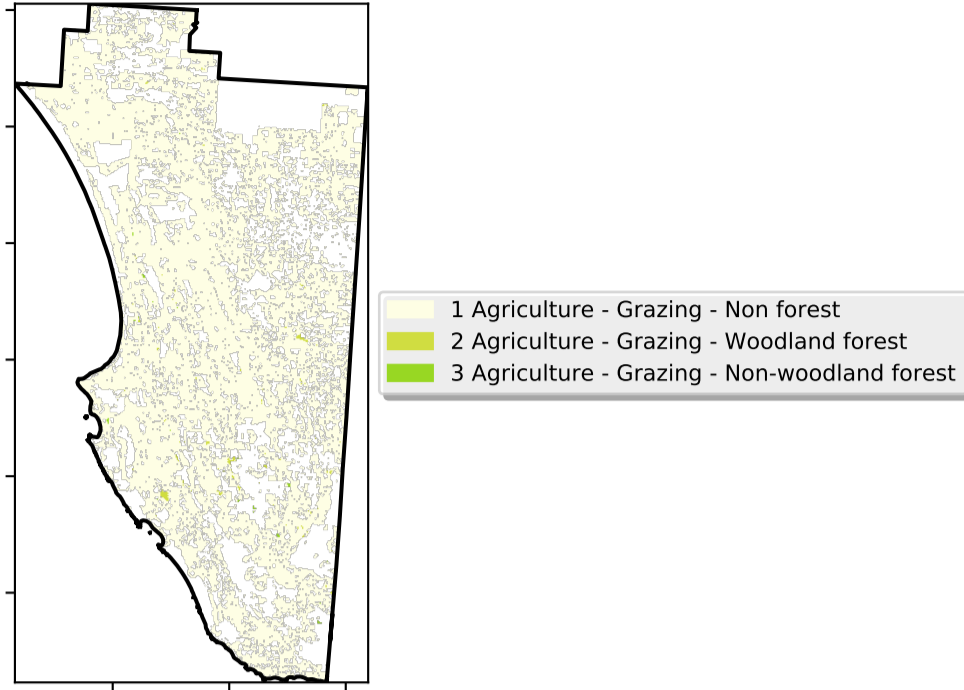 1 Agriculture - Grazing - Non forest
2 Agriculture - Grazing - Woodland forest
3 Agriculture - Grazing - Non-woodland forest